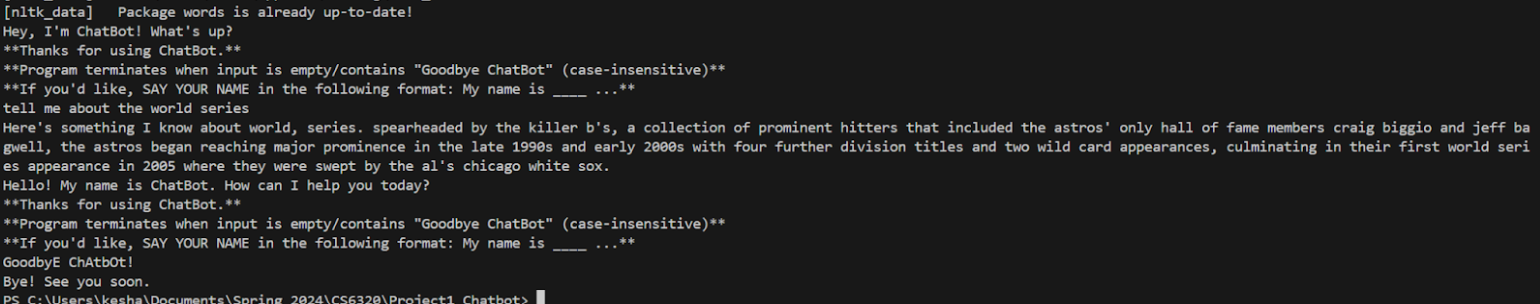 [nltk_data]   Package words is already up-to-date!
Hey, I'm ChatBot! What's up?
**Thanks for using ChatBot.**
**Program terminates when input is empty/contains "Goodbye ChatBot" (case-insensitive)**
**If you'd like, SAY YOUR NAME in the following format: My name is ____ ...**
tell me about the world series
Here's something I know about world, series. spearheaded by the killer b's, a collection of prominent hitters that included the astros' only hall of fame members craig biggio and jeff ba
gwell, the astros began reaching major prominence in the late 1990s and early 2000s with four further division titles and two wild card appearances, culminating in their first world seri
es appearance in 2005 where they were swept by the al's chicago white sox.
Hello! My name is ChatBot. How can I help you today?
**Thanks for using ChatBot.**
**Program terminates when input is empty/contains "Goodbye ChatBot" (case-insensitive)**
**If you'd like, SAY YOUR NAME in the following format: My name is ____ ...**
GoodbyE ChAtbOt!
Bye! See you soon.
PS C:\Users\kesha\Documents\Spring 2024\CS6320\Project1 Chatbot>